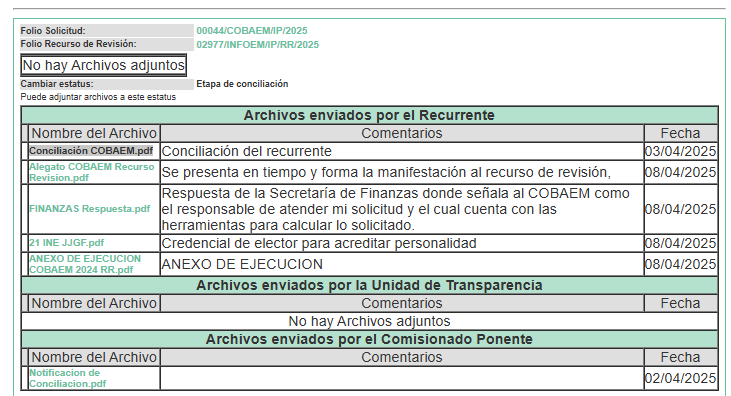 Folio Solicitud: 00044/COBAEM/IP/2025
Folio Recurso de Revisión: 02977/INFOEM/IP/RR/2025
No hay Archivos adjuntos
Cambiar estatus: Etapa de conciliación
Puede adjuntar archivos a este estatus
Archivos enviados por el Recurrente
Nombre del Archivo Comentarios Fecha
Conciliación COBAEM.pdf Conciliación del recurrente 03/04/2025
Alegato COBAEM Recurso
Revision.pdf Se presenta en tiempo y forma la manifestación al recurso de revisión, 08/04/2025
FINANZAS Respuesta.pdf Respuesta de la Secretaría de Finanzas donde señala al COBAEM como
el responsable de atender mi solicitud y el cual cuenta con las
herramientas para calcular lo solicitado. 08/04/2025
21 INE JJGF.pdf Credencial de elector para acreditar personalidad 08/04/2025
ANEXO DE EJECUCION
COBAEM 2024 RR.pdf ANEXO DE EJECUCION 08/04/2025
Archivos enviados por la Unidad de Transparencia
Nombre del Archivo Comentarios Fecha
No hay Archivos adjuntos
Archivos enviados por el Comisionado Ponente
Nombre del Archivo Comentarios Fecha
Notificacion de
Conciliacion.pdf 02/04/2025